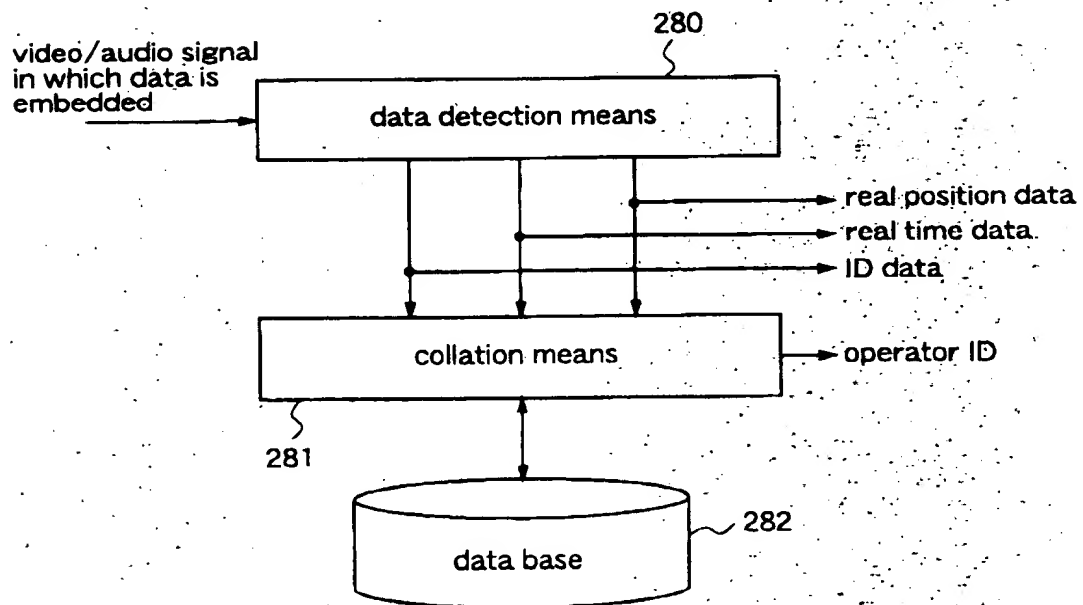 280
video/audio signal
in which data is
embedded
data detection means
real position data
real time data
ID data
collation means
operator ID
281
282
data base